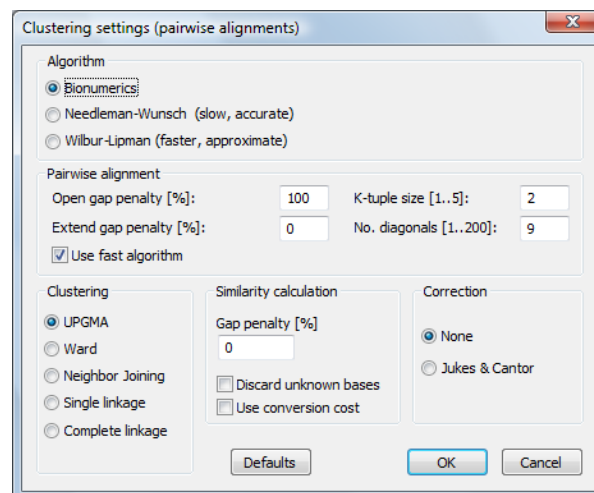 Clustering settings (pairwise alignments)
Algorithm
Bionumerics
Needleman-Wunsch (slow, accurate)
Wilbur-Lipman (faster, approximate)
Pairwise alignment
Open gap penalty [%]: 100 K-tuple size [1..5]: 2
Extend gap penalty [%]: 0 No. diagonals [1..200]: 9
Use fast algorithm
Clustering
UPGMA
Ward
Neighbor Joining
Single linkage
Complete linkage
Similarity calculation
Gap penalty [%]
0
Discard unknown bases
Use conversion cost
Correction
None
Jukes & Cantor
Defaults OK Cancel